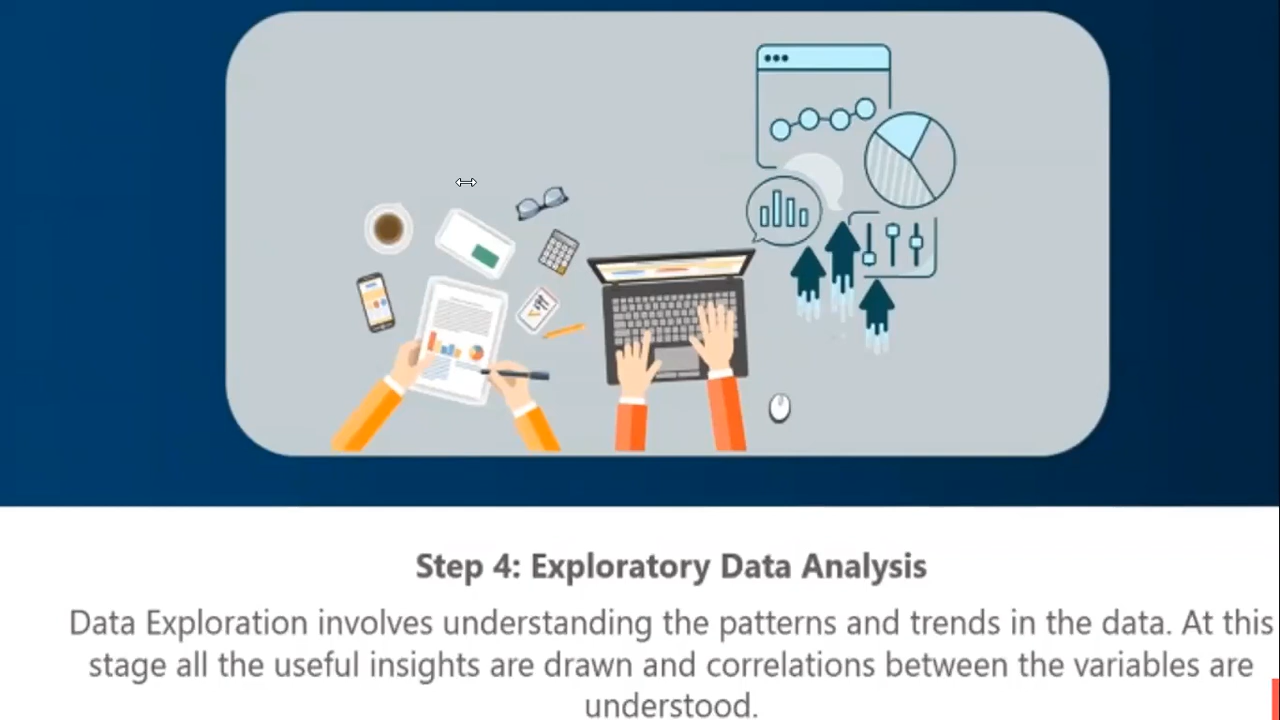 Step 4: Exploratory Data Analysis
Data Exploration involves understanding the patterns and trends in the data. At this
stage all the useful insights are drawn and correlations between the variables are
understood.